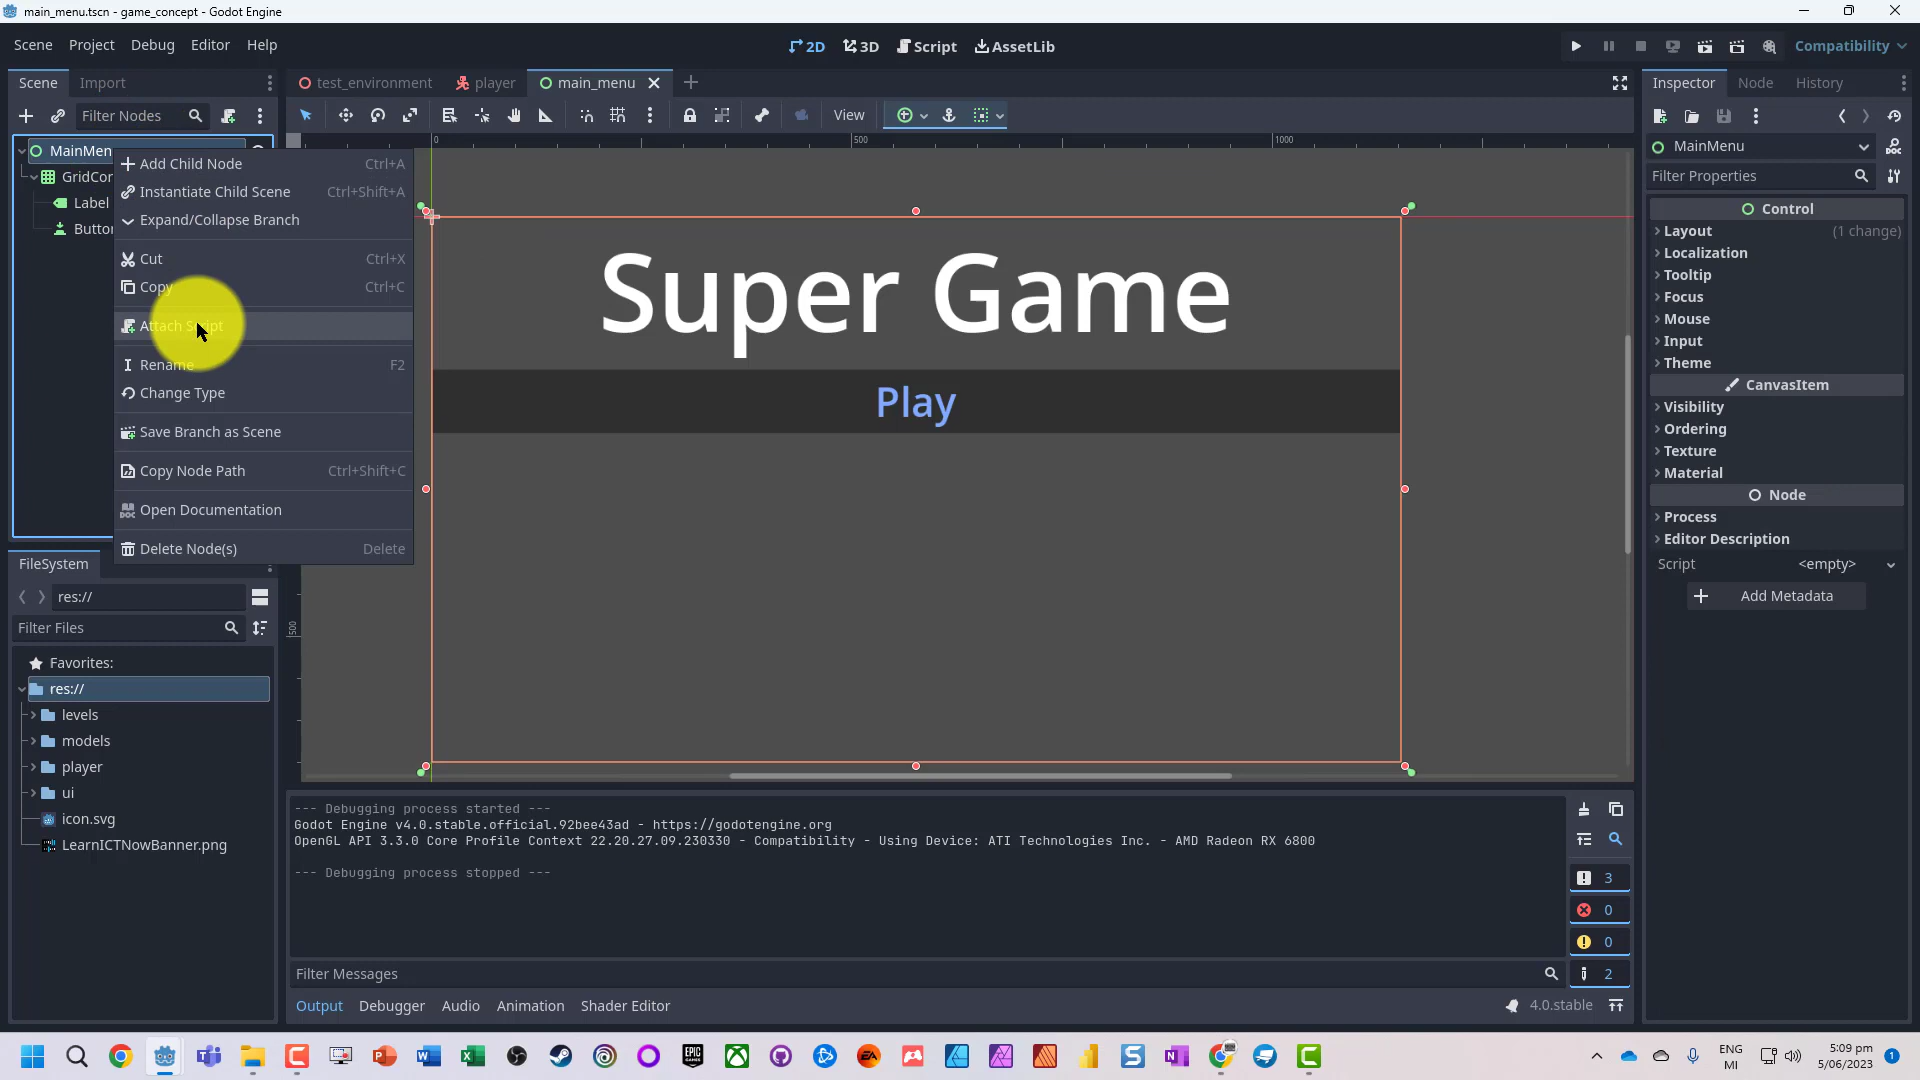 main_menu.tscn - game_concept - Godot Engine
Scene Project Debug Editor Help
2D 3D Script AssetLib
Compatibility
Scene Import
test_environment player main_menu
Inspector Node History
Filter Nodes
View
MainMen
GridCor
Label
Butto
Add Child Node Ctrl+A
Instantiate Child Scene Ctrl+Shift+A
Expand/Collapse Branch
Cut Ctrl+X
Copy Ctrl+C
Attach Script
Rename F2
Change Type
Save Branch as Scene
Copy Node Path Ctrl+Shift+C
Open Documentation
Delete Node(s) Delete
0 500 1000
500
Super Game
Play
MainMenu
Filter Properties
Control
Layout (1 change)
Localization
Tooltip
Focus
Mouse
Input
Theme
CanvasItem
Visibility
Ordering
Texture
Material
Node
Process
Editor Description
Script <empty>
Add Metadata
FileSystem
res://
Filter Files
Favorites:
res://
levels
models
player
ui
icon.svg
LearnICTNowBanner.png
--- Debugging process started ---
Godot Engine v4.0.stable.official.92bee43ad - https://godotengine.org
OpenGL API 3.3.0 Core Profile Context 22.20.27.09.230330 - Compatibility - Using Device: ATI Technologies Inc. - AMD Radeon RX 6800
--- Debugging process stopped ---
3
0
0
2
Filter Messages
Output Debugger Audio Animation Shader Editor
4.0.stable
ENG
MI
5:09 pm
5/06/2023
1